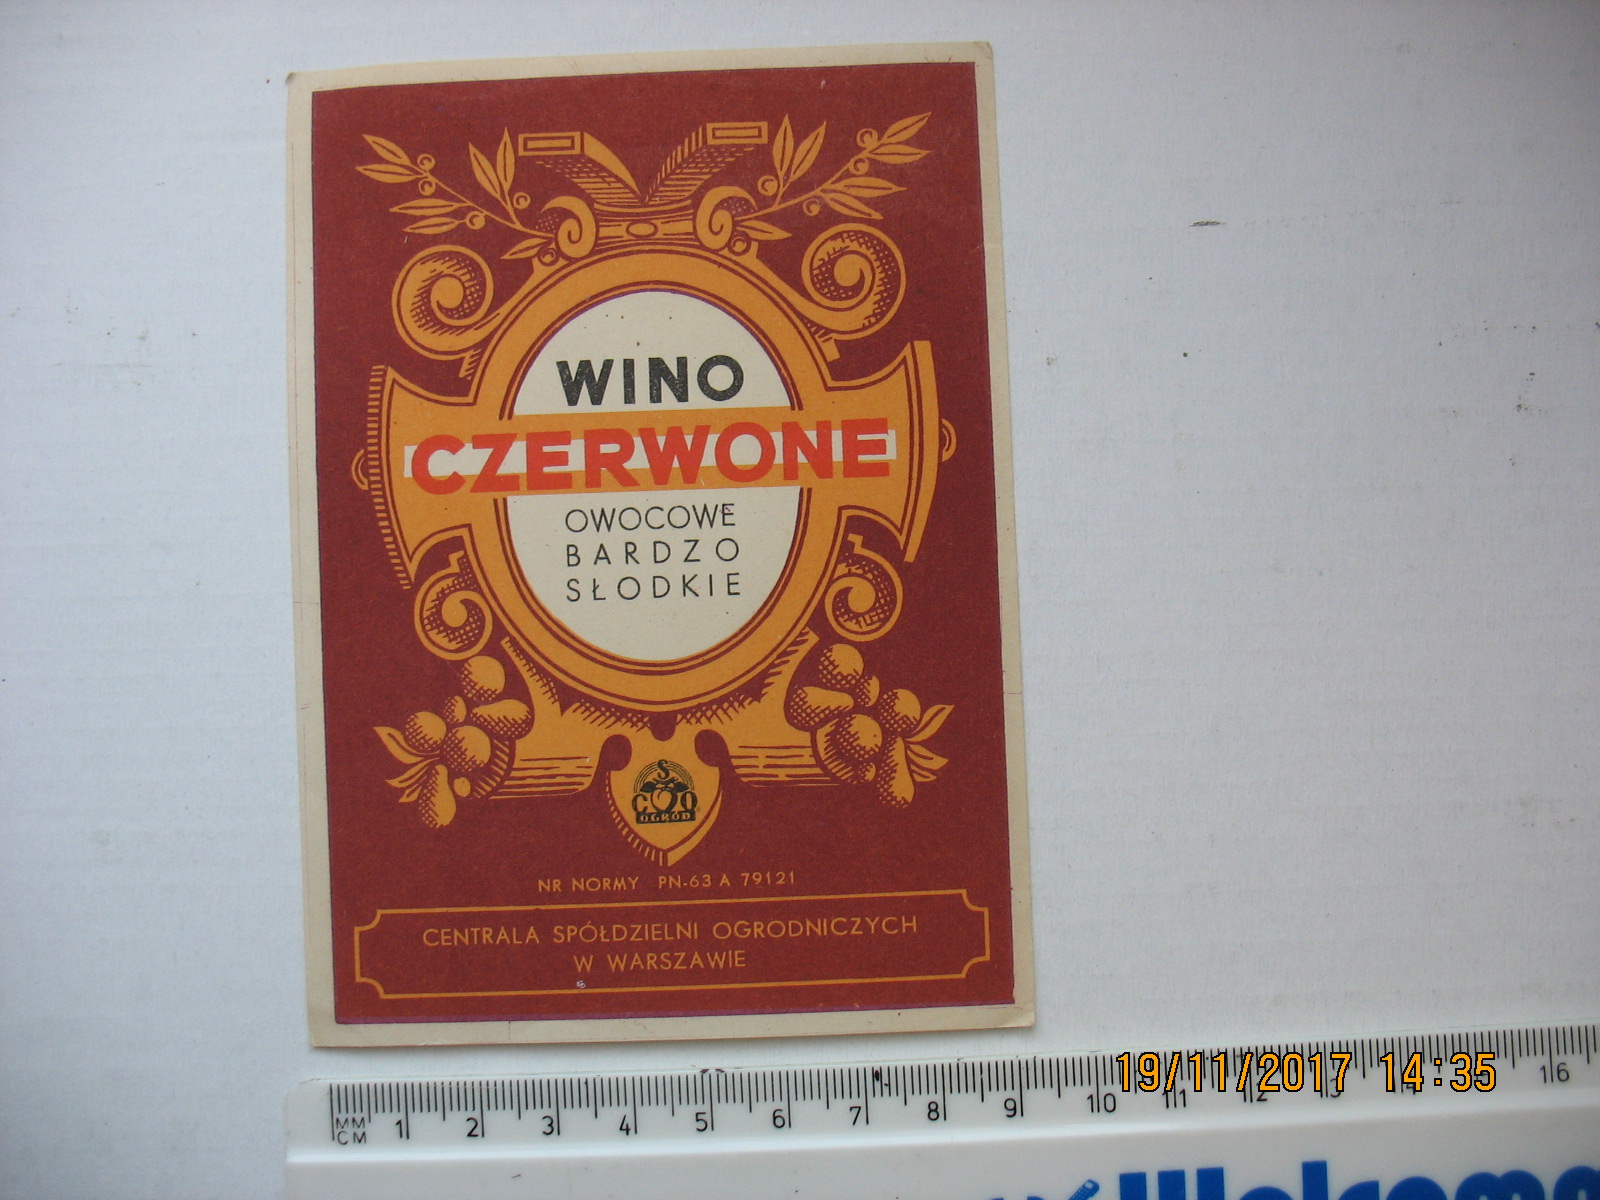 WINO
CZERWONE
OWOCOWE
BARDZO
SŁODKIE
S
CO
OGRÓD
NR NORMY PN-63 A 79121
CENTRALA SPÓŁDZIELNI OGRODNICZYCH
W WARSZAWIE
19/11/2017 14:35
MM
CM
1 2 3 4 5 6 7 8 9 10 11 12 13 14 16